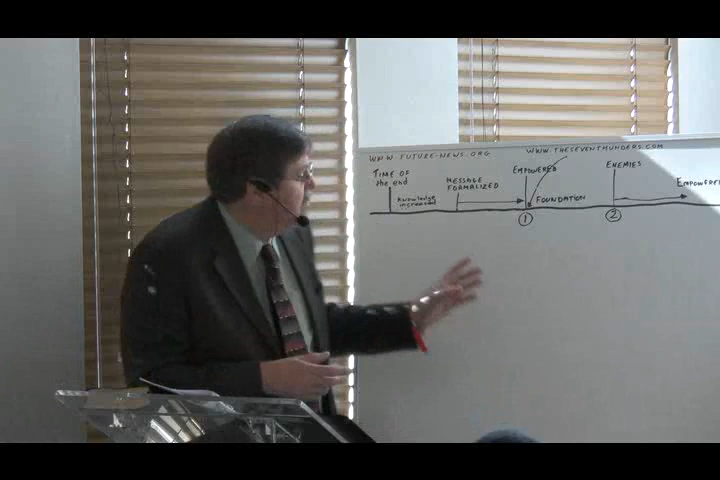 WWW.FUTURE-NEWS.ORG
WWW.THESEVENTHUNDERS.COM
TIME OF
the end
Knowledge
increased
MESSAGE
FORMALIZED
EMPOWERED
FOUNDATION
ENEMIES
EMPOWERED
1
2